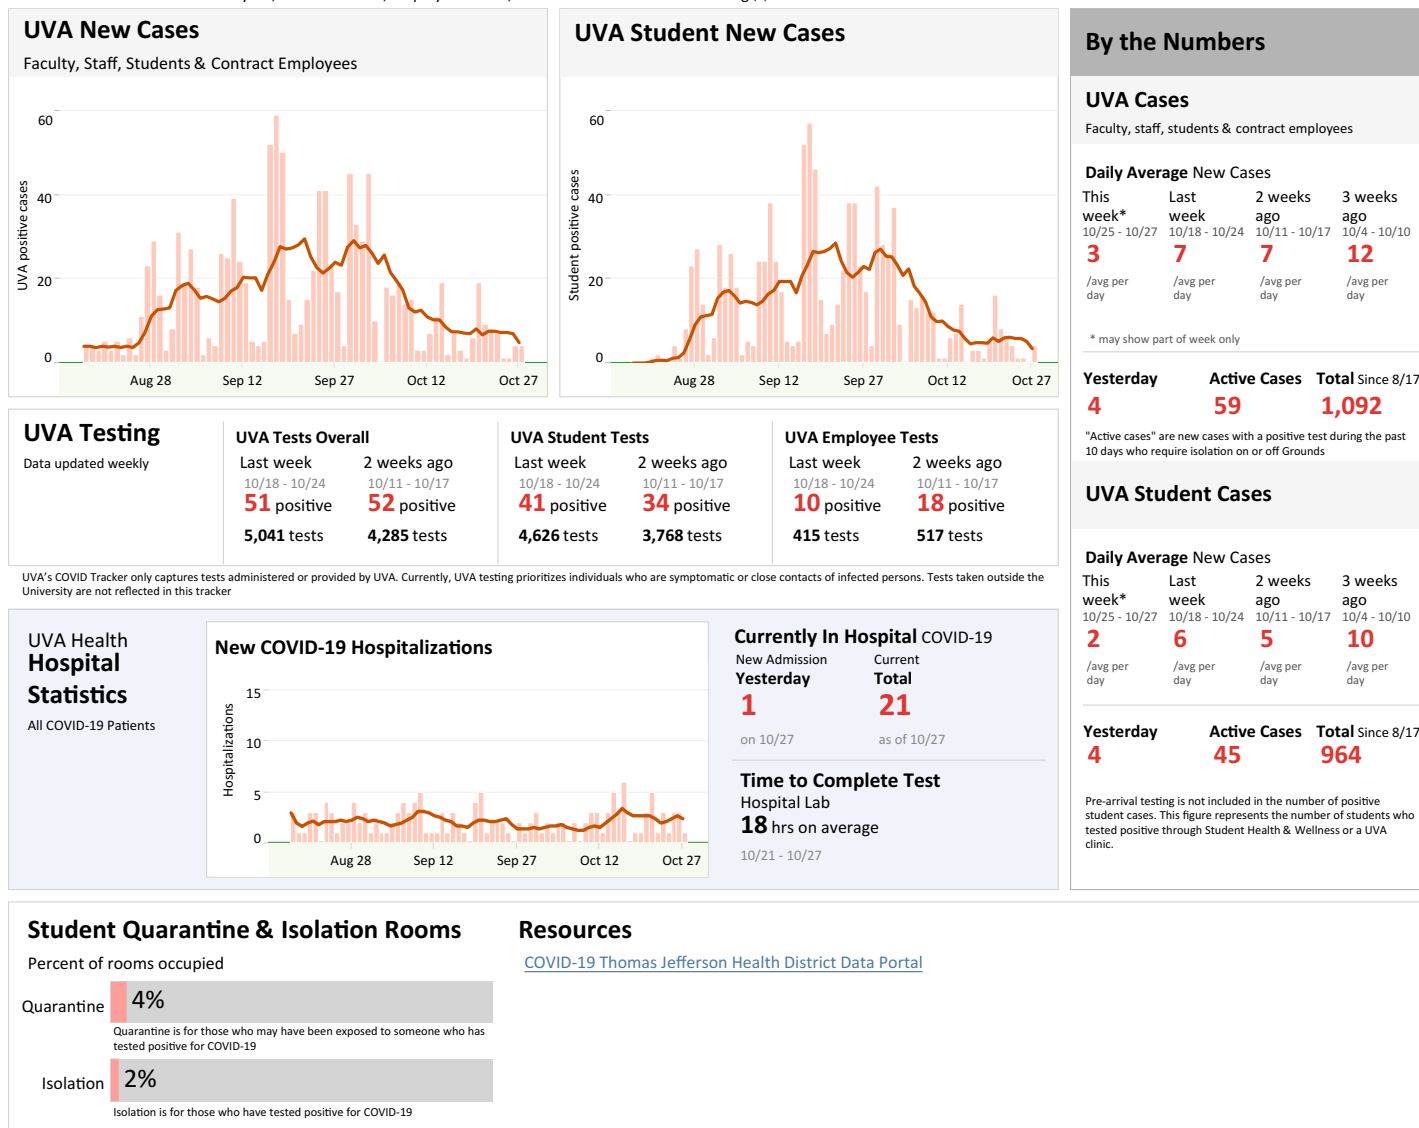 UVA New Cases
Faculty, Staff, Students & Contract Employees
60
40
20
0
UVA positive cases
Aug 28 Sep 12 Sep 27 Oct 12 Oct 27
UVA Student New Cases
60
40
20
0
Student positive cases
Aug 28 Sep 12 Sep 27 Oct 12 Oct 27
UVA Testing
Data updated weekly
UVA Tests Overall
Last week 2 weeks ago
10/18 - 10/24 10/11 - 10/17
51 positive 52 positive
5,041 tests 4,285 tests
UVA Student Tests
Last week 2 weeks ago
10/18 - 10/24 10/11 - 10/17
41 positive 34 positive
4,626 tests 3,768 tests
UVA Employee Tests
Last week 2 weeks ago
10/18 - 10/24 10/11 - 10/17
10 positive 18 positive
415 tests 517 tests
UVA's COVID Tracker only captures tests administered or provided by UVA. Currently, UVA testing prioritizes individuals who are symptomatic or close contacts of infected persons. Tests taken outside the
University are not reflected in this tracker
UVA Health
Hospital
Statistics
All COVID-19 Patients
New COVID-19 Hospitalizations
15
10
5
0
Hospitalizations
Aug 28 Sep 12 Sep 27 Oct 12 Oct 27
Currently In Hospital COVID-19
New Admission Current
Yesterday Total
1 21
on 10/27 as of 10/27
Time to Complete Test
Hospital Lab
18 hrs on average
10/21 - 10/27
By the Numbers
UVA Cases
Faculty, staff, students & contract employees
Daily Average New Cases
This Last 2 weeks 3 weeks
week* week ago ago
10/25 - 10/27 10/18 - 10/24 10/11 - 10/17 10/4 - 10/10
3 7 7 12
/avg per /avg per /avg per /avg per
day day day day
* may show part of week only
Yesterday Active Cases Total Since 8/17
4 59 1,092
"Active cases" are new cases with a positive test during the past
10 days who require isolation on or off Grounds
UVA Student Cases
Daily Average New Cases
This Last 2 weeks 3 weeks
week* week ago ago
10/25 - 10/27 10/18 - 10/24 10/11 - 10/17 10/4 - 10/10
2 6 5 10
/avg per /avg per /avg per /avg per
day day day day
Yesterday Active Cases Total Since 8/17
4 45 964
Pre-arrival testing is not included in the number of positive
student cases. This figure represents the number of students who
tested positive through Student Health & Wellness or a UVA
clinic.
Student Quarantine & Isolation Rooms
Percent of rooms occupied
Quarantine 4%
Quarantine is for those who may have been exposed to someone who has
tested positive for COVID-19
Isolation 2%
Isolation is for those who have tested positive for COVID-19
Resources
COVID-19 Thomas Jefferson Health District Data Portal